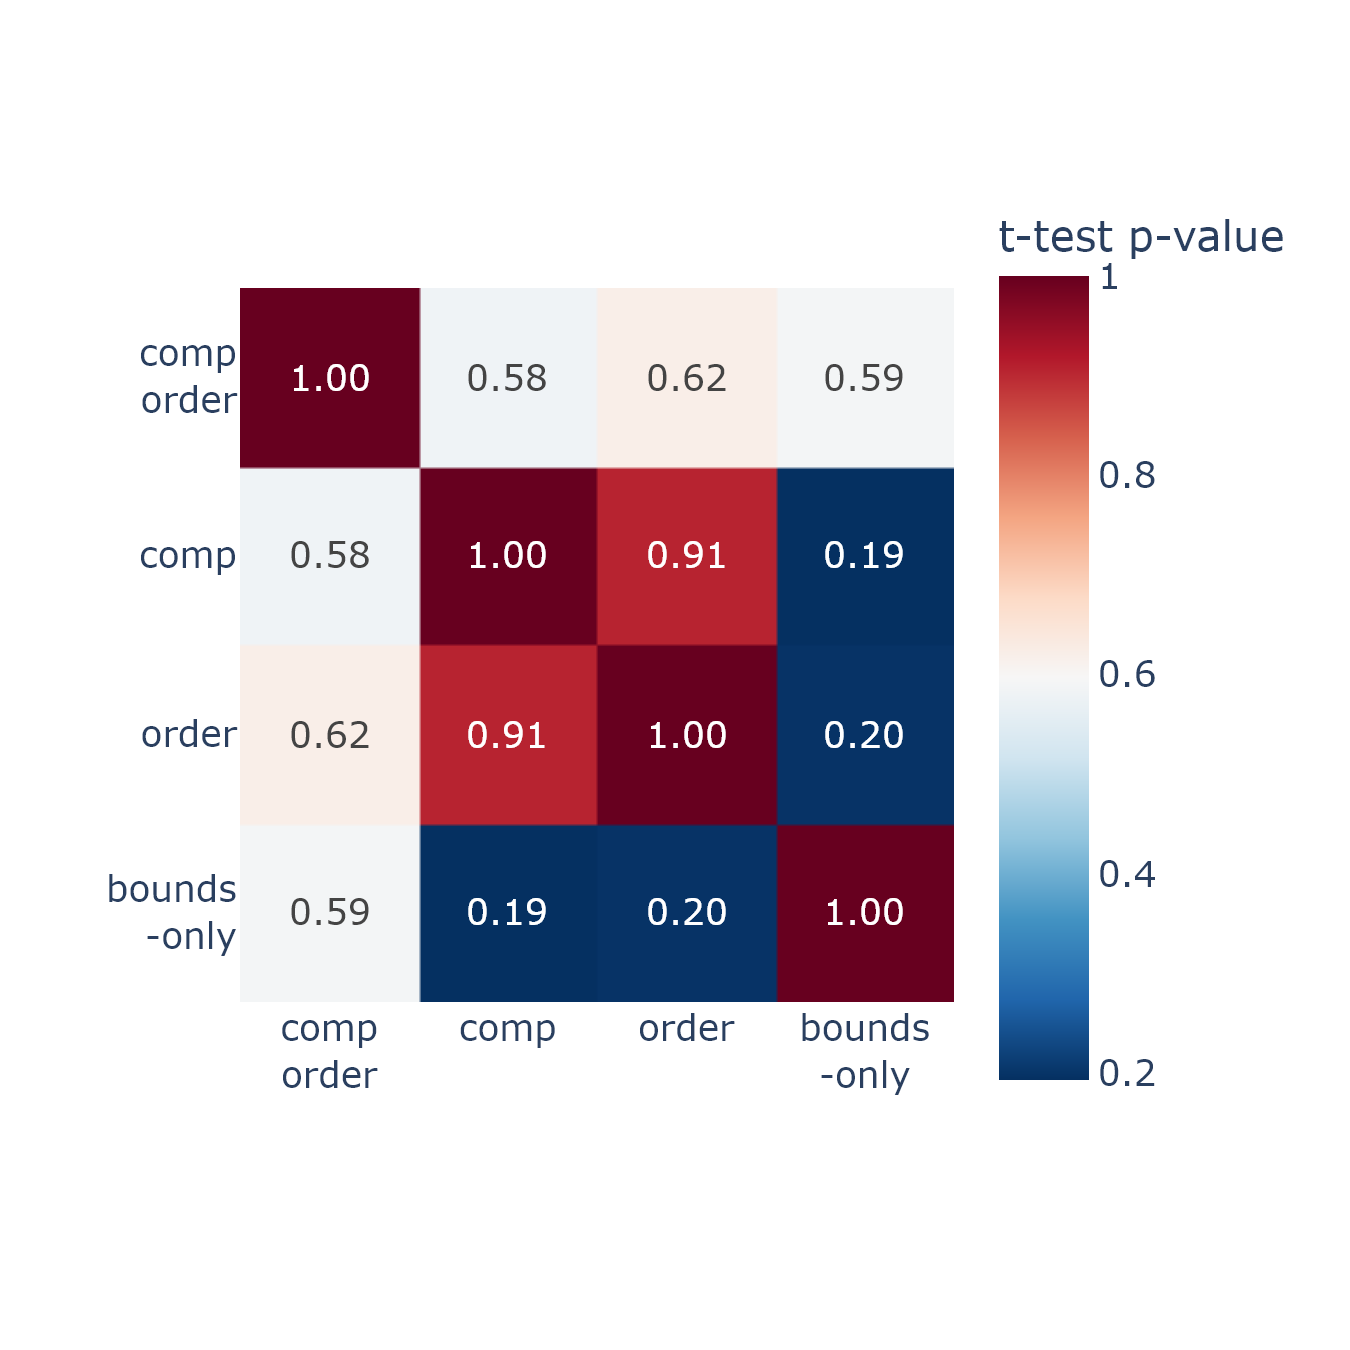 t-test p-value
1
0.8
0.6
0.4
0.2
comp
order
1.00 0.58 0.62 0.59
comp
0.58 1.00 0.91 0.19
order
0.62 0.91 1.00 0.20
bounds
-only
0.59 0.19 0.20 1.00
comp comp order bounds
order -only